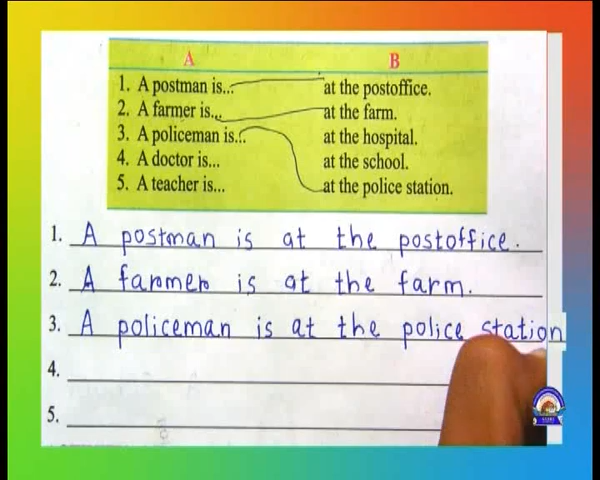 A B
1. A postman is... at the postoffice.
2. A farmer is... at the farm.
3. A policeman is... at the hospital.
4. A doctor is... at the school.
5. A teacher is... at the police station.
1. A postman is at the postoffice.
2. A farmer is at the farm.
3. A policeman is at the police station
4.
5.